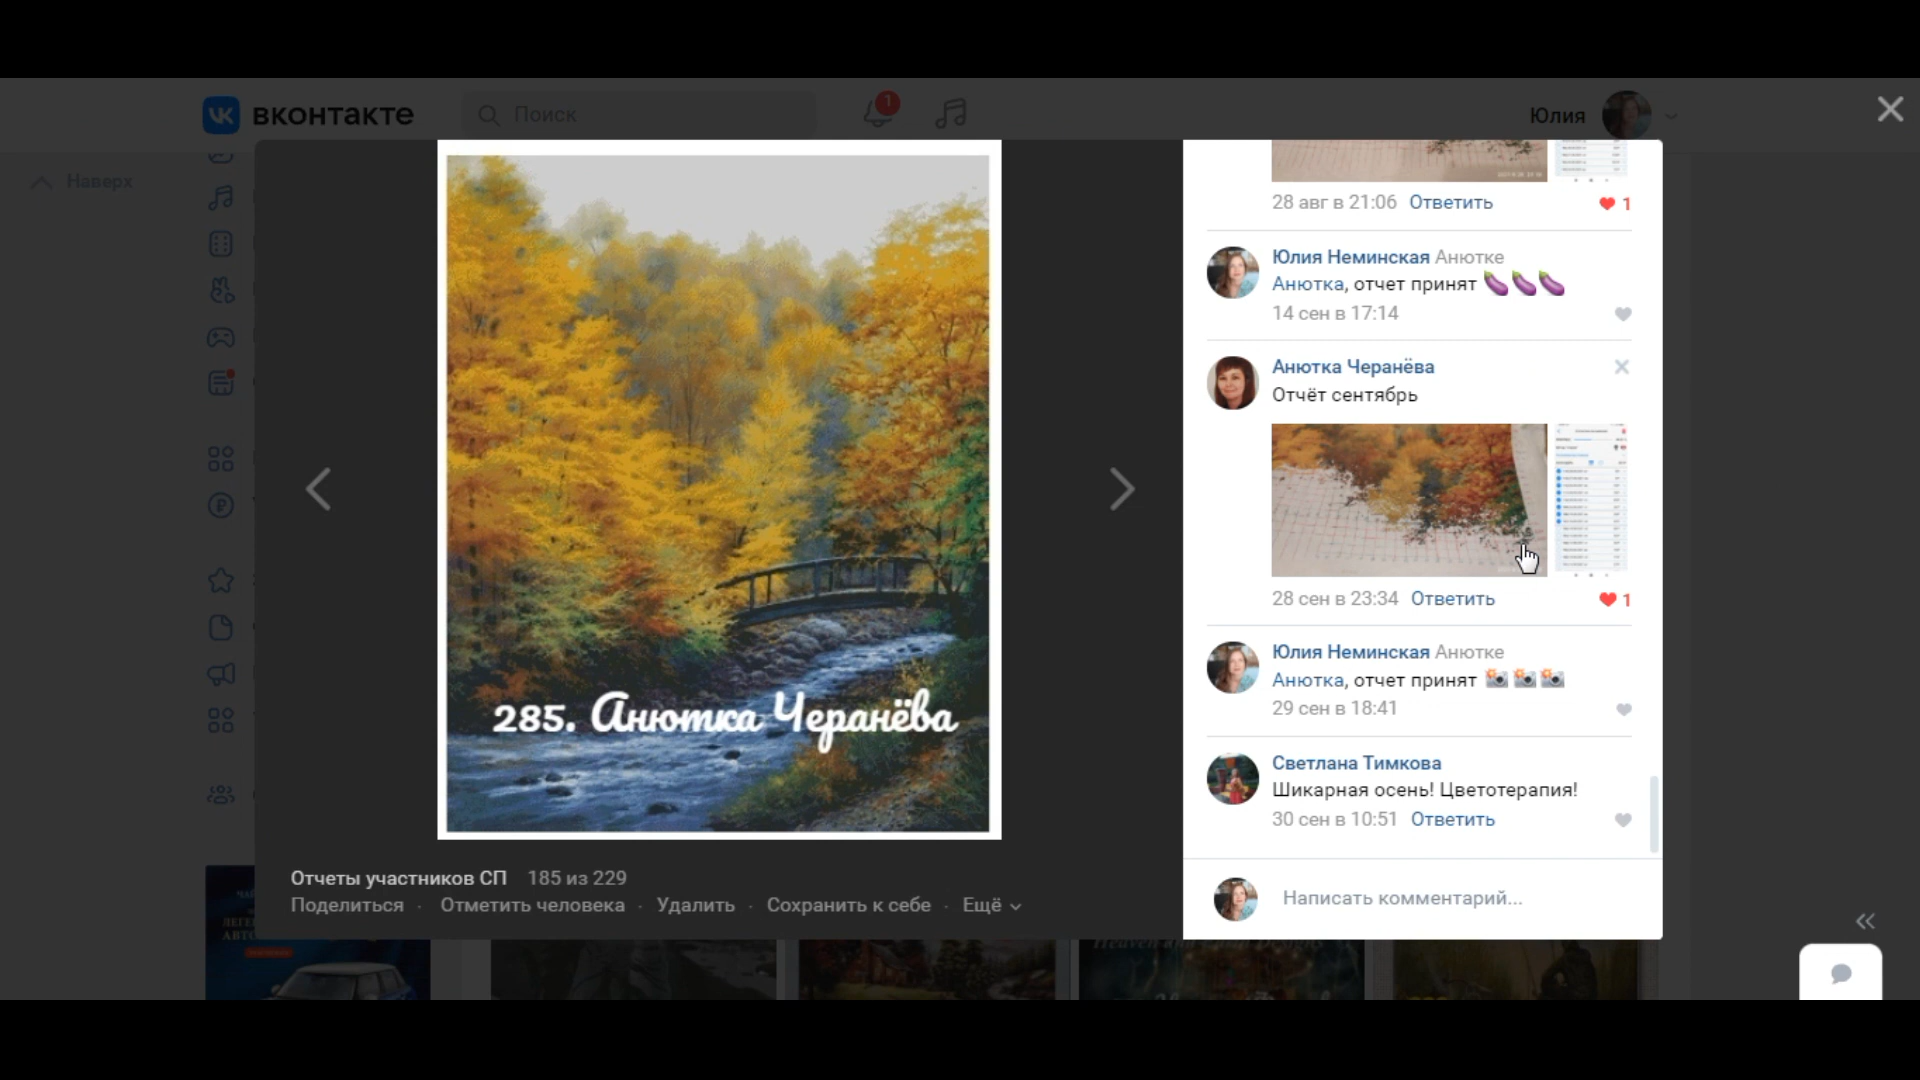 вконтакте
Поиск
1
Юлия
Наверх
285. Анютка Черанёва
Отчеты участников СП 185 из 229
Поделиться · Отметить человека · Удалить · Сохранить к себе · Ещё
28 авг в 21:06 Ответить
1
Юлия Неминская Анютке
Анютка, отчет принят 🍆🍆🍆
14 сен в 17:14
Анютка Черанёва
Отчёт сентябрь
28 сен в 23:34 Ответить
1
Юлия Неминская Анютке
Анютка, отчет принят 📸📸📸
29 сен в 18:41
Светлана Тимкова
Шикарная осень! Цветотерапия!
30 сен в 10:51 Ответить
Написать комментарий...